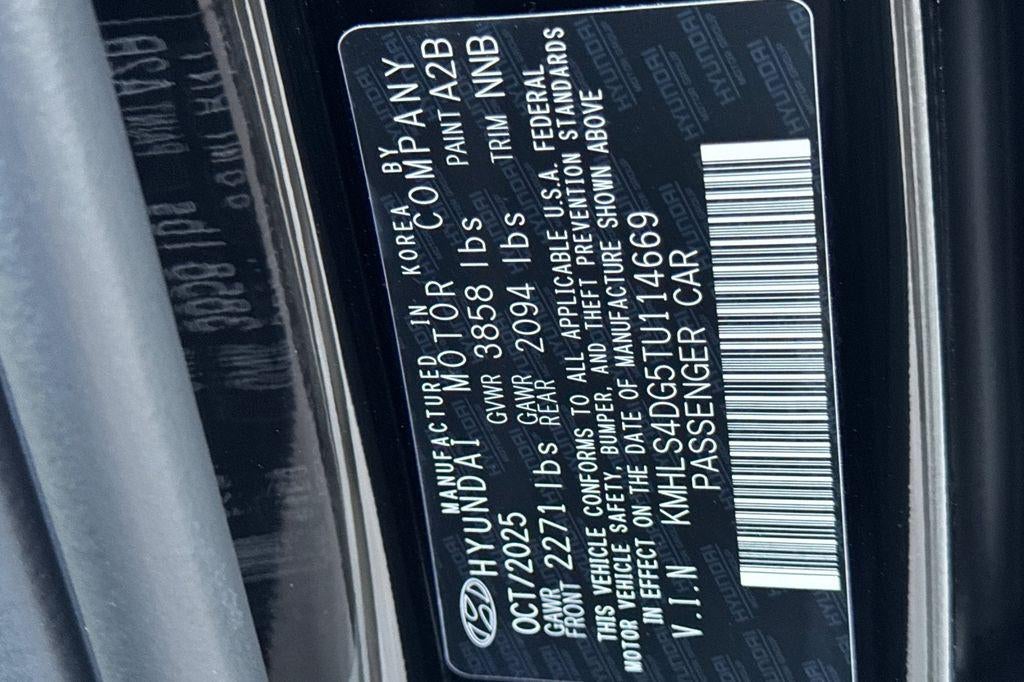 MANUFACTURED IN KOREA BY
HYUNDAI MOTOR COMPANY
OCT/2025 GVWR 3858 lbs PAINT A2B
GAWR FRONT 2271 lbs GAWR REAR 2094 lbs TRIM NNB
THIS VEHICLE CONFORMS TO ALL APPLICABLE U.S.A. FEDERAL
MOTOR VEHICLE SAFETY, BUMPER, AND THEFT PREVENTION STANDARDS
IN EFFECT ON THE DATE OF MANUFACTURE SHOWN ABOVE
V.I.N KMHLS4DG5TU114669
PASSENGER CAR